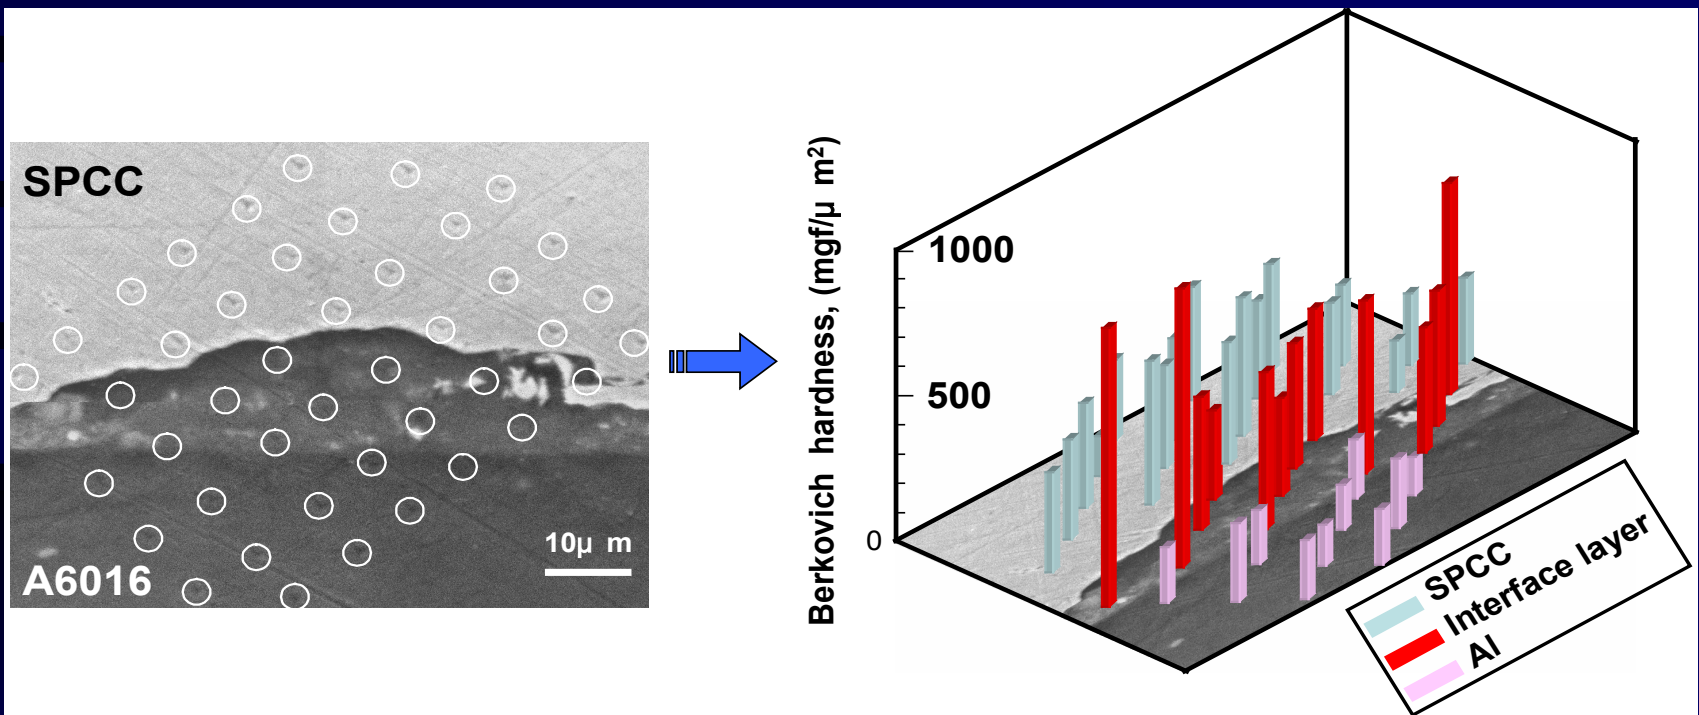 SPCC
A6016
10μ m
Berkovich hardness, (mgf/μ m²)
1000
500
0
SPCC
Interface layer
Al